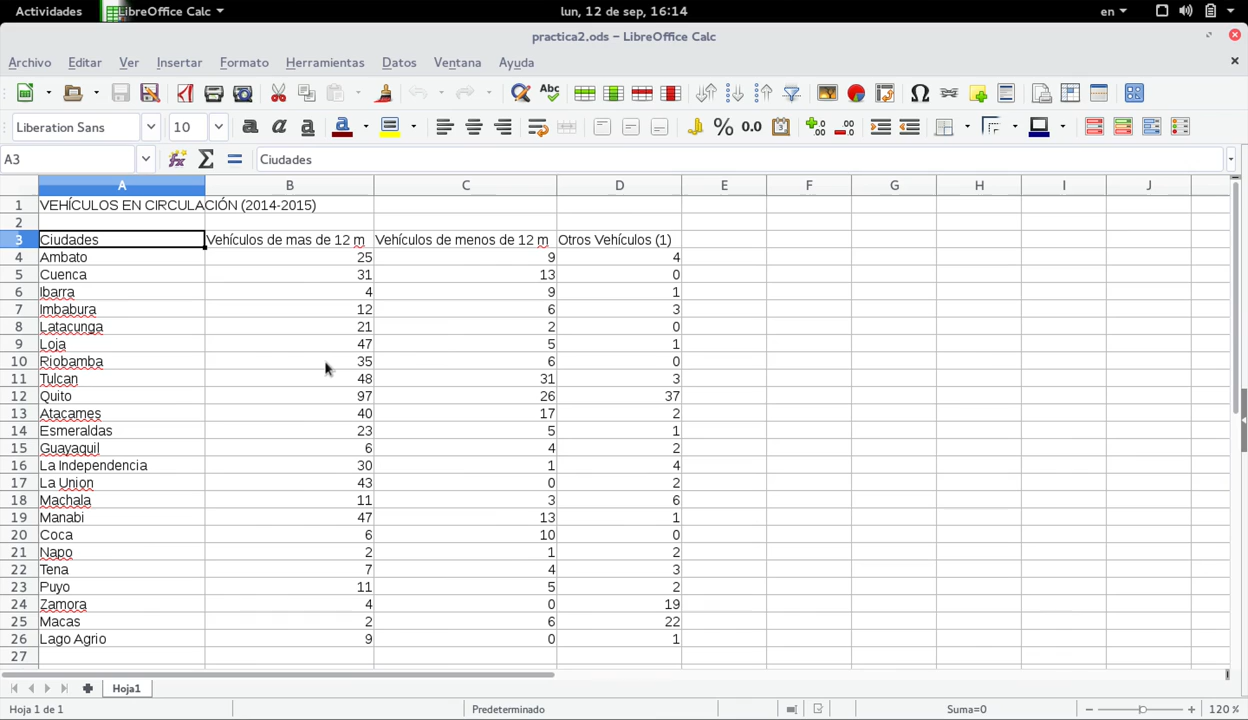 Actividades LibreOffice Calc lun, 12 de sep, 16:14 en
practica2.ods – LibreOffice Calc
Archivo Editar Ver Insertar Formato Herramientas Datos Ventana Ayuda
Abc
Liberation Sans 10 a a a % 0.0
A3 Ciudades
A B C D E F G H I J
1 VEHÍCULOS EN CIRCULACIÓN (2014-2015)
2
3 Ciudades Vehículos de mas de 12 m Vehículos de menos de 12 m Otros Vehículos (1)
4 Ambato 25 9 4
5 Cuenca 31 13 0
6 Ibarra 4 9 1
7 Imbabura 12 6 3
8 Latacunga 21 2 0
9 Loja 47 5 1
10 Riobamba 35 6 0
11 Tulcan 48 31 3
12 Quito 97 26 37
13 Atacames 40 17 2
14 Esmeraldas 23 5 1
15 Guayaquil 6 4 2
16 La Independencia 30 1 4
17 La Union 43 0 2
18 Machala 11 3 6
19 Manabi 47 13 1
20 Coca 6 10 0
21 Napo 2 1 2
22 Tena 7 4 3
23 Puyo 11 5 2
24 Zamora 4 0 19
25 Macas 2 6 22
26 Lago Agrio 9 0 1
27
Hoja1
Hoja 1 de 1 Predeterminado Suma=0 120 %